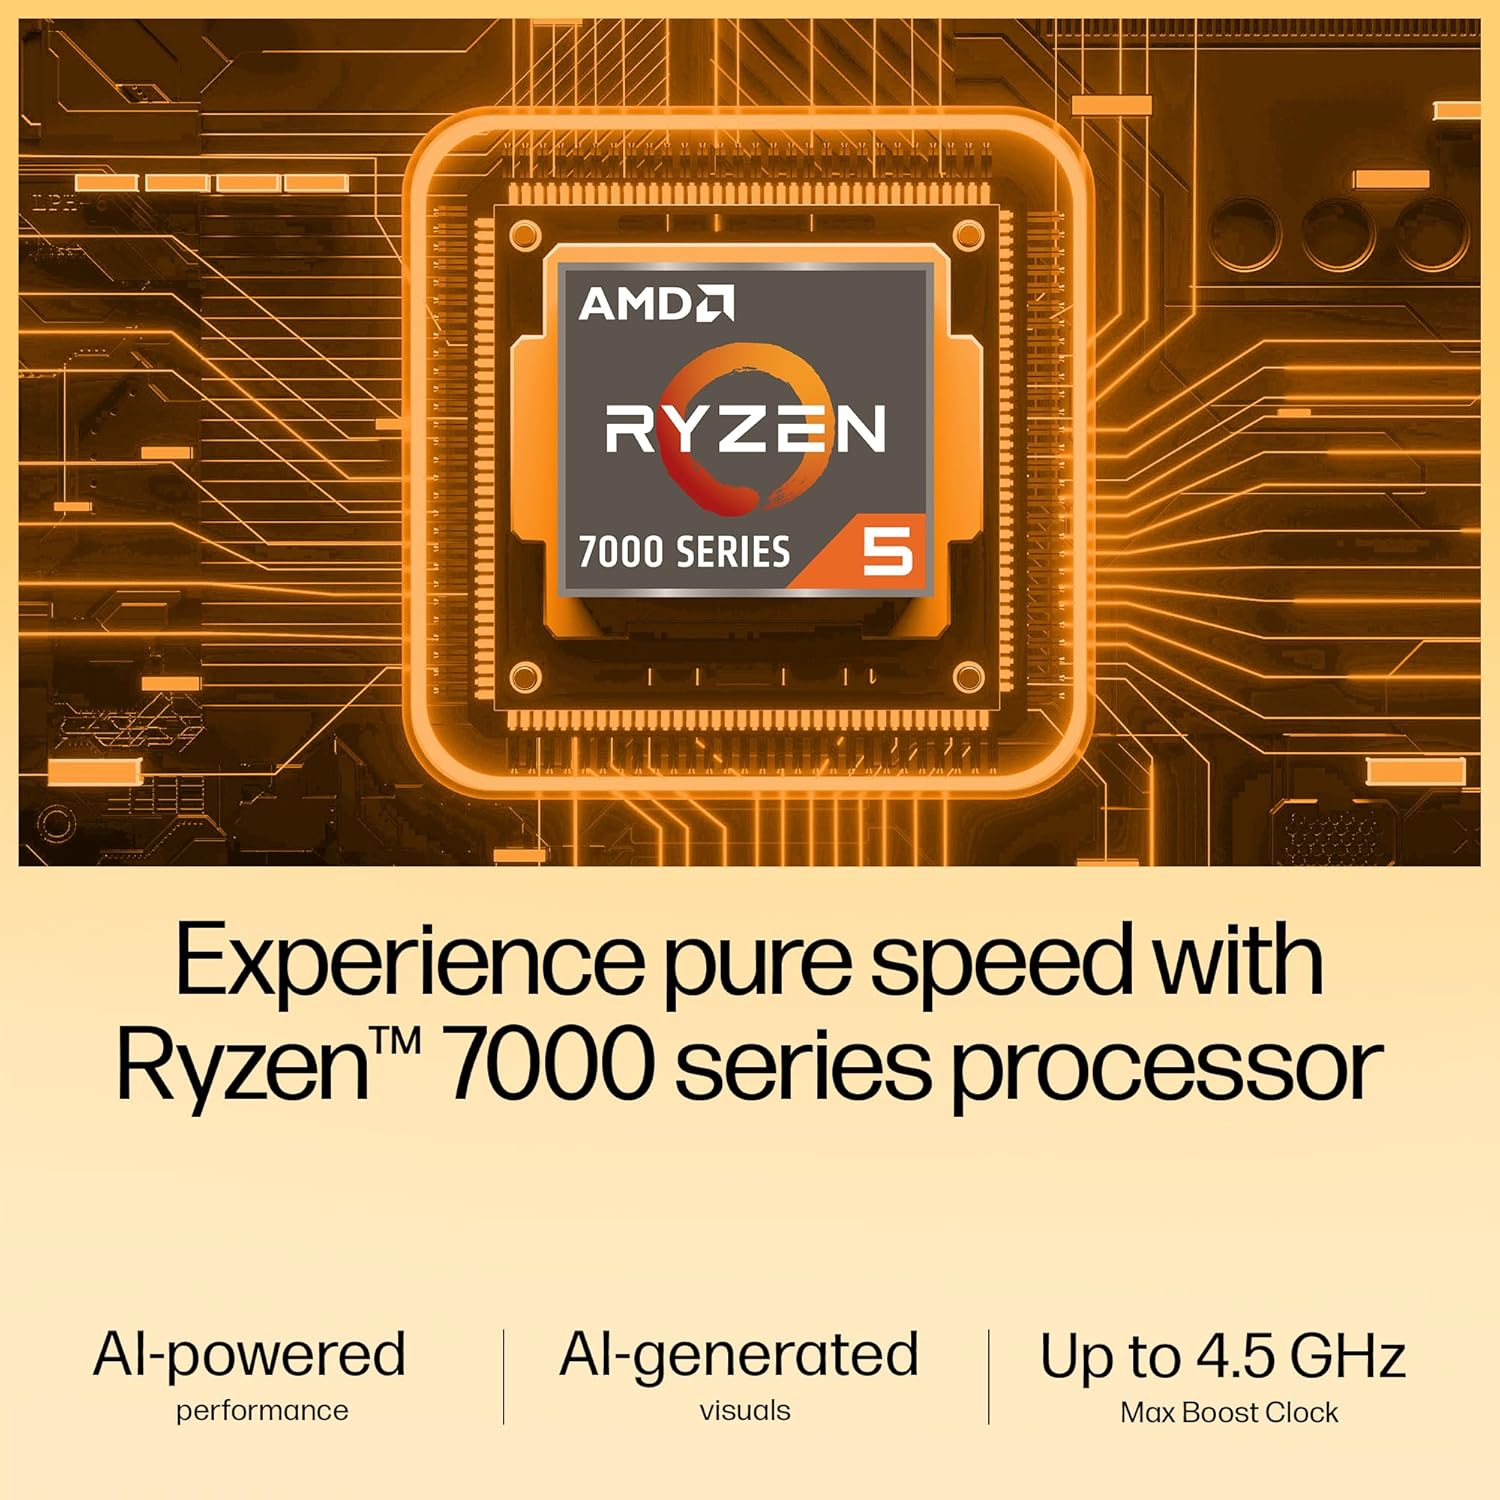 AMD
RYZEN
7000 SERIES 5
Experience pure speed with
Ryzen™ 7000 series processor
AI-powered
performance
AI-generated
visuals
Up to 4.5 GHz
Max Boost Clock